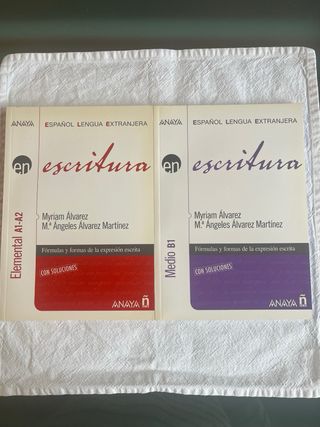 ANAYA ESPAÑOL LENGUA EXTRANJERA
en escritura
Myriam Álvarez
M.ª Ángeles Álvarez Martínez
Elemental A1-A2
Fórmulas y formas de la expresión escrita
CON SOLUCIONES
ANAYA ñ
ANAYA ESPAÑOL LENGUA EXTRANJERA
en escritura
Myriam Álvarez
M.ª Ángeles Álvarez Martínez
Medio B1
Fórmulas y formas de la expresión escrita
CON SOLUCIONES
ANAYA ñ